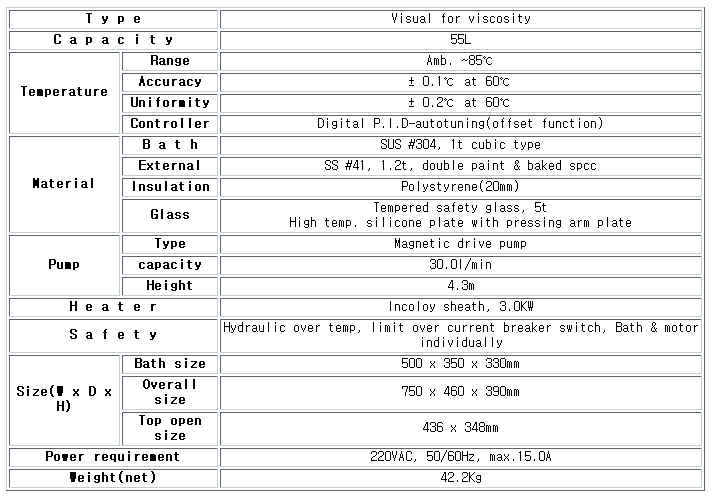 Type Visual for viscosity
Capacity 55L
Temperature Range Amb. ~85℃
Accuracy ± 0.1℃ at 60℃
Uniformity ± 0.2℃ at 60℃
Controller Digital P.I.D-autotuning(offset function)
Material Bath SUS #304, 1t cubic type
External SS #41, 1.2t, double paint & baked spcc
Insulation Polystyrene(20mm)
Glass Tempered safety glass, 5t
High temp. silicone plate with pressing arm plate
Pump Type Magnetic drive pump
capacity 30.0l/min
Height 4.3m
Heater Incoloy sheath, 3.0KW
Safety Hydraulic over temp, limit over current breaker switch, Bath & motor
individually
Size(W x D x
H)
Bath size 500 x 350 x 330mm
Overall
size
750 x 460 x 390mm
Top open
size
436 x 348mm
Power requirement 220VAC, 50/60Hz, max.15.0A
Weight(net) 42.2Kg